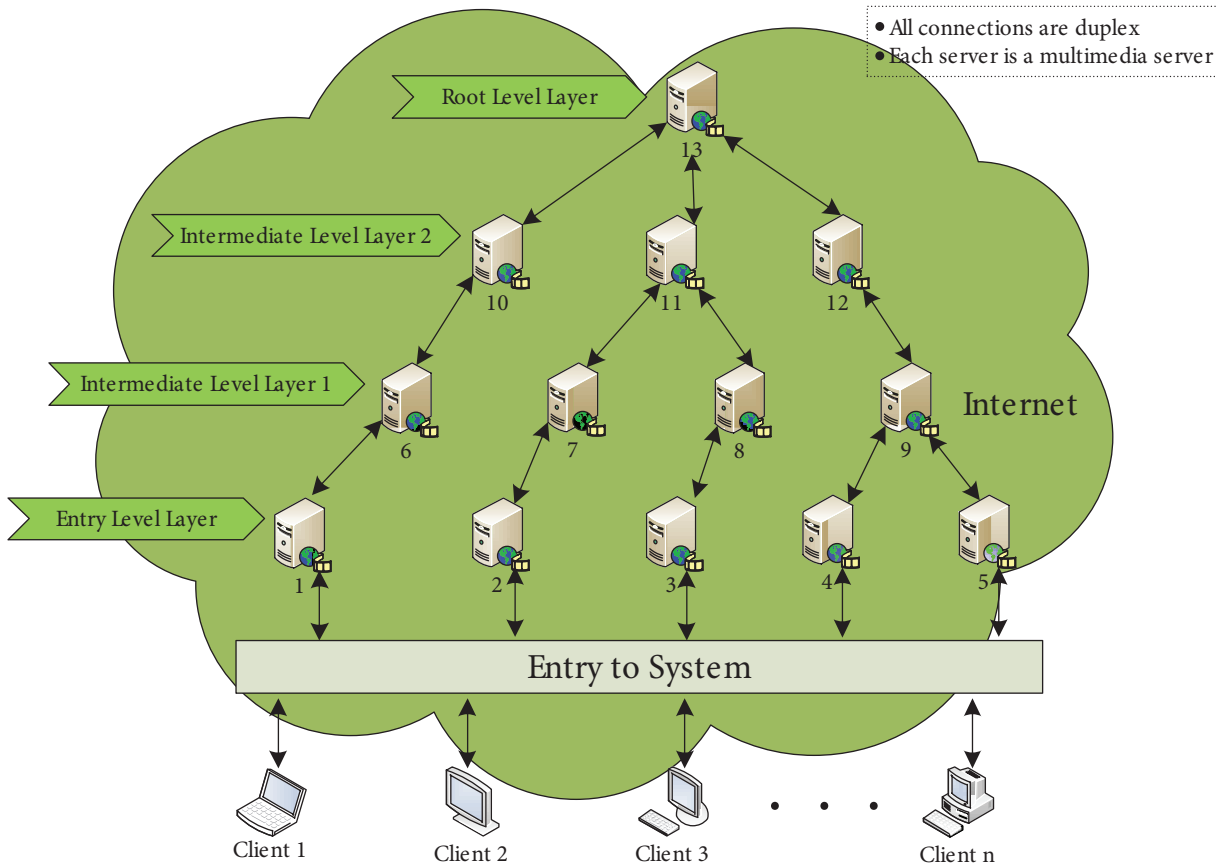 • All connections are duplex
• Each server is a multimedia server
Root Level Layer
13
Intermediate Level Layer 2
10
11
12
Intermediate Level Layer 1
Internet
6
7
8
9
Entry Level Layer
1
2
3
4
5
Entry to System
Client 1
Client 2
Client 3
• • •
Client n